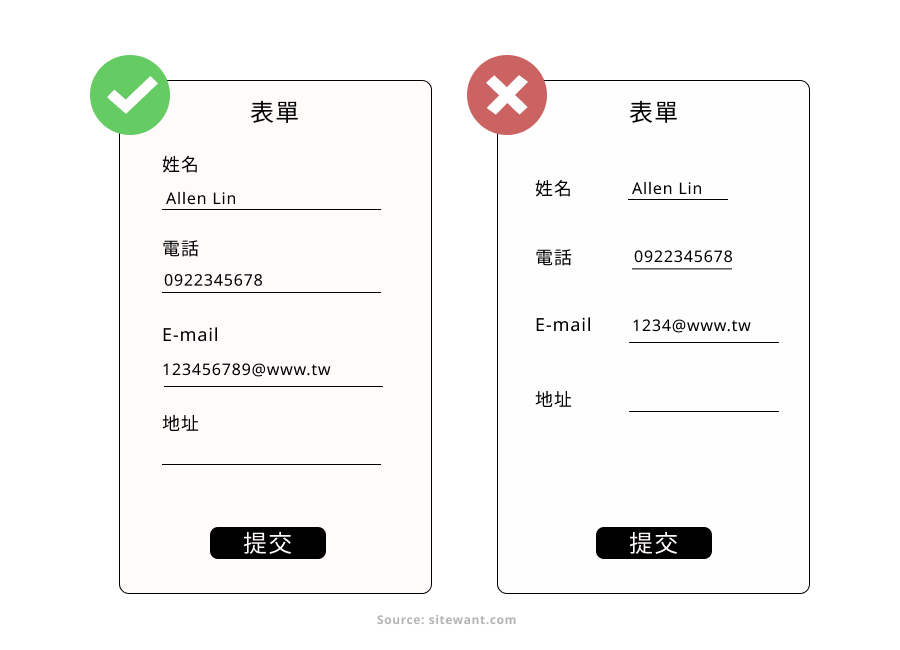 表單
姓名
Allen Lin
電話
0922345678
E-mail
123456789@www.tw
地址
提交
表單
姓名 Allen Lin
電話 0922345678
E-mail 1234@www.tw
地址
提交
Source: sitewant.com